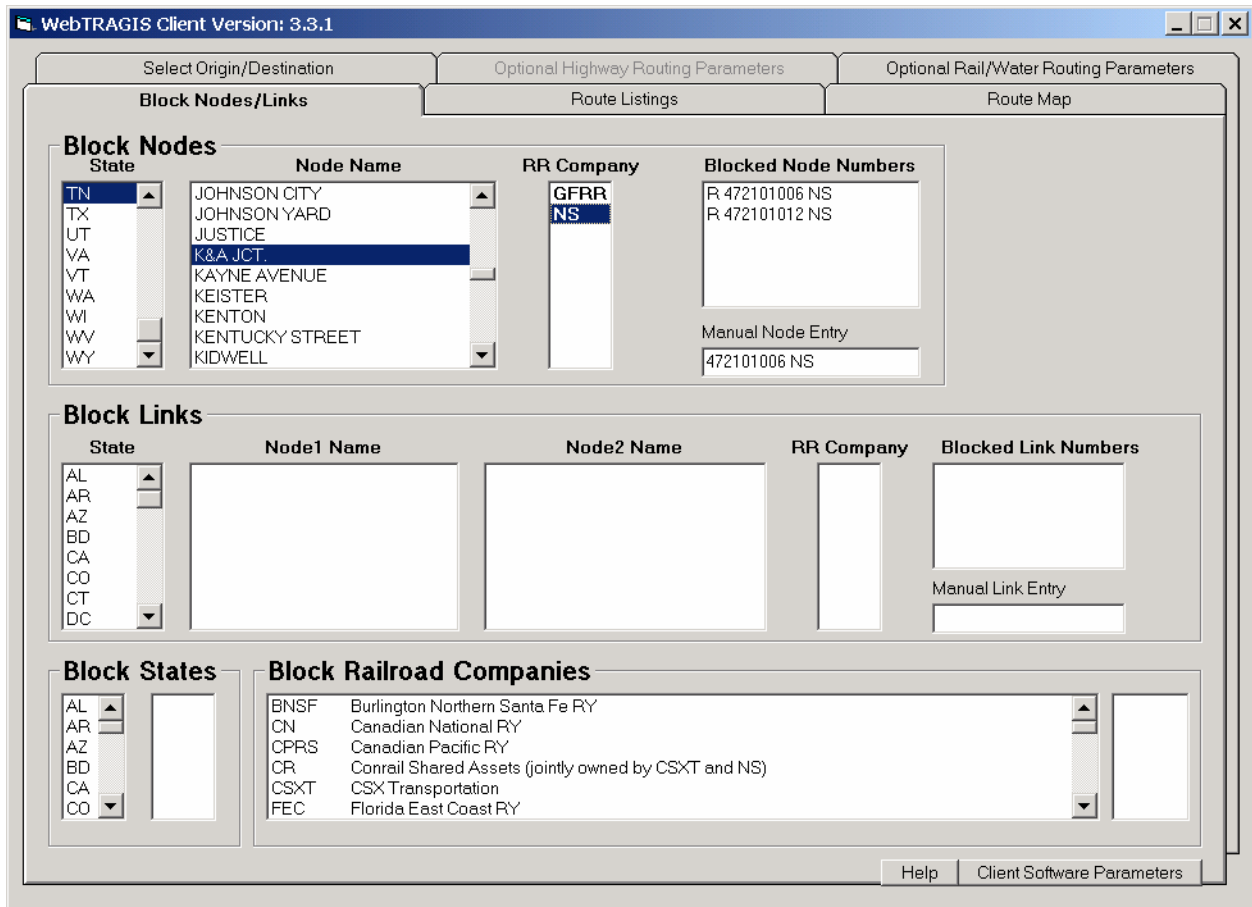 WebTRAGIS Client Version: 3.3.1
Select Origin/Destination
Optional Highway Routing Parameters
Optional Rail/Water Routing Parameters
Block Nodes/Links
Route Listings
Route Map
Block Nodes
State
Node Name
RR Company
Blocked Node Numbers
TN
TX
UT
VA
VT
WA
WI
WV
WY
JOHNSON CITY
JOHNSON YARD
JUSTICE
K&A JCT.
KAYNE AVENUE
KEISTER
KENTON
KENTUCKY STREET
KIDWELL
GFRR
NS
R 472101006 NS
R 472101012 NS
Manual Node Entry
472101006 NS
Block Links
State
Node1 Name
Node2 Name
RR Company
Blocked Link Numbers
AL
AR
AZ
BD
CA
CO
CT
DC
Manual Link Entry
Block States
AL
AR
AZ
BD
CA
CO
Block Railroad Companies
BNSF Burlington Northern Santa Fe RY
CN Canadian National RY
CPRS Canadian Pacific RY
CR Conrail Shared Assets (jointly owned by CSXT and NS)
CSXT CSX Transportation
FEC Florida East Coast RY
Help
Client Software Parameters